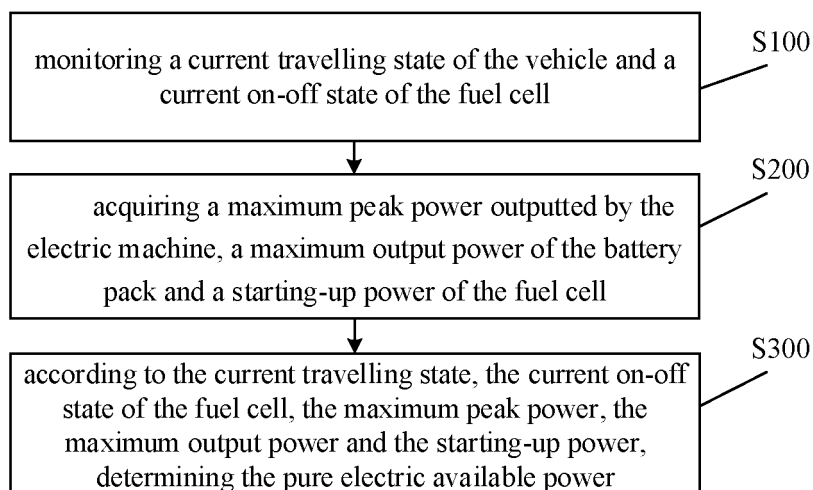 monitoring a current travelling state of the vehicle and a
current on-off state of the fuel cell
S100
acquiring a maximum peak power outputted by the
electric machine, a maximum output power of the battery
pack and a starting-up power of the fuel cell
S200
according to the current travelling state, the current on-off
state of the fuel cell, the maximum peak power, the
maximum output power and the starting-up power,
determining the pure electric available power
S300